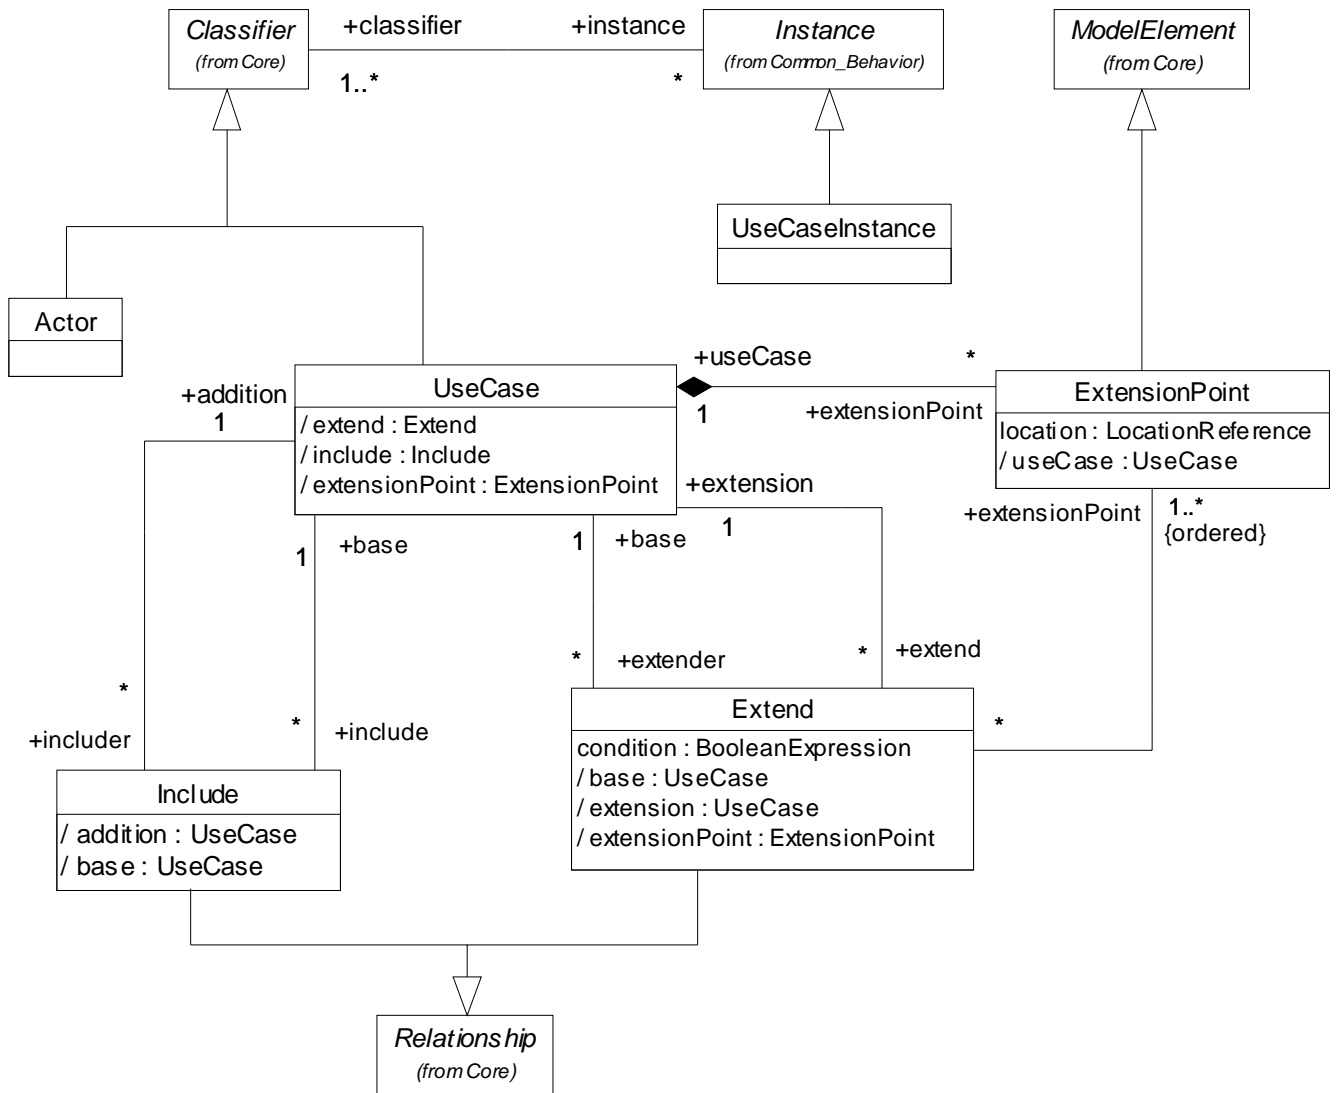 Classifier
(from Core)
+classifier
+instance
1..*
*
Instance
(from Common_Behavior)
ModelElement
(from Core)
UseCaseInstance
Actor
+useCase
*
1
+extensionPoint
+addition
1
UseCase
/ extend : Extend
/ include : Include
/ extensionPoint : ExtensionPoint
ExtensionPoint
location : LocationReference
/ useCase : UseCase
+extension
1
+extensionPoint
1..*
{ordered}
1
+base
1
+base
*
+extender
*
+extend
*
+includer
*
+include
*
Include
/ addition : UseCase
/ base : UseCase
Extend
condition : BooleanExpression
/ base : UseCase
/ extension : UseCase
/ extensionPoint : ExtensionPoint
Relationship
(from Core)